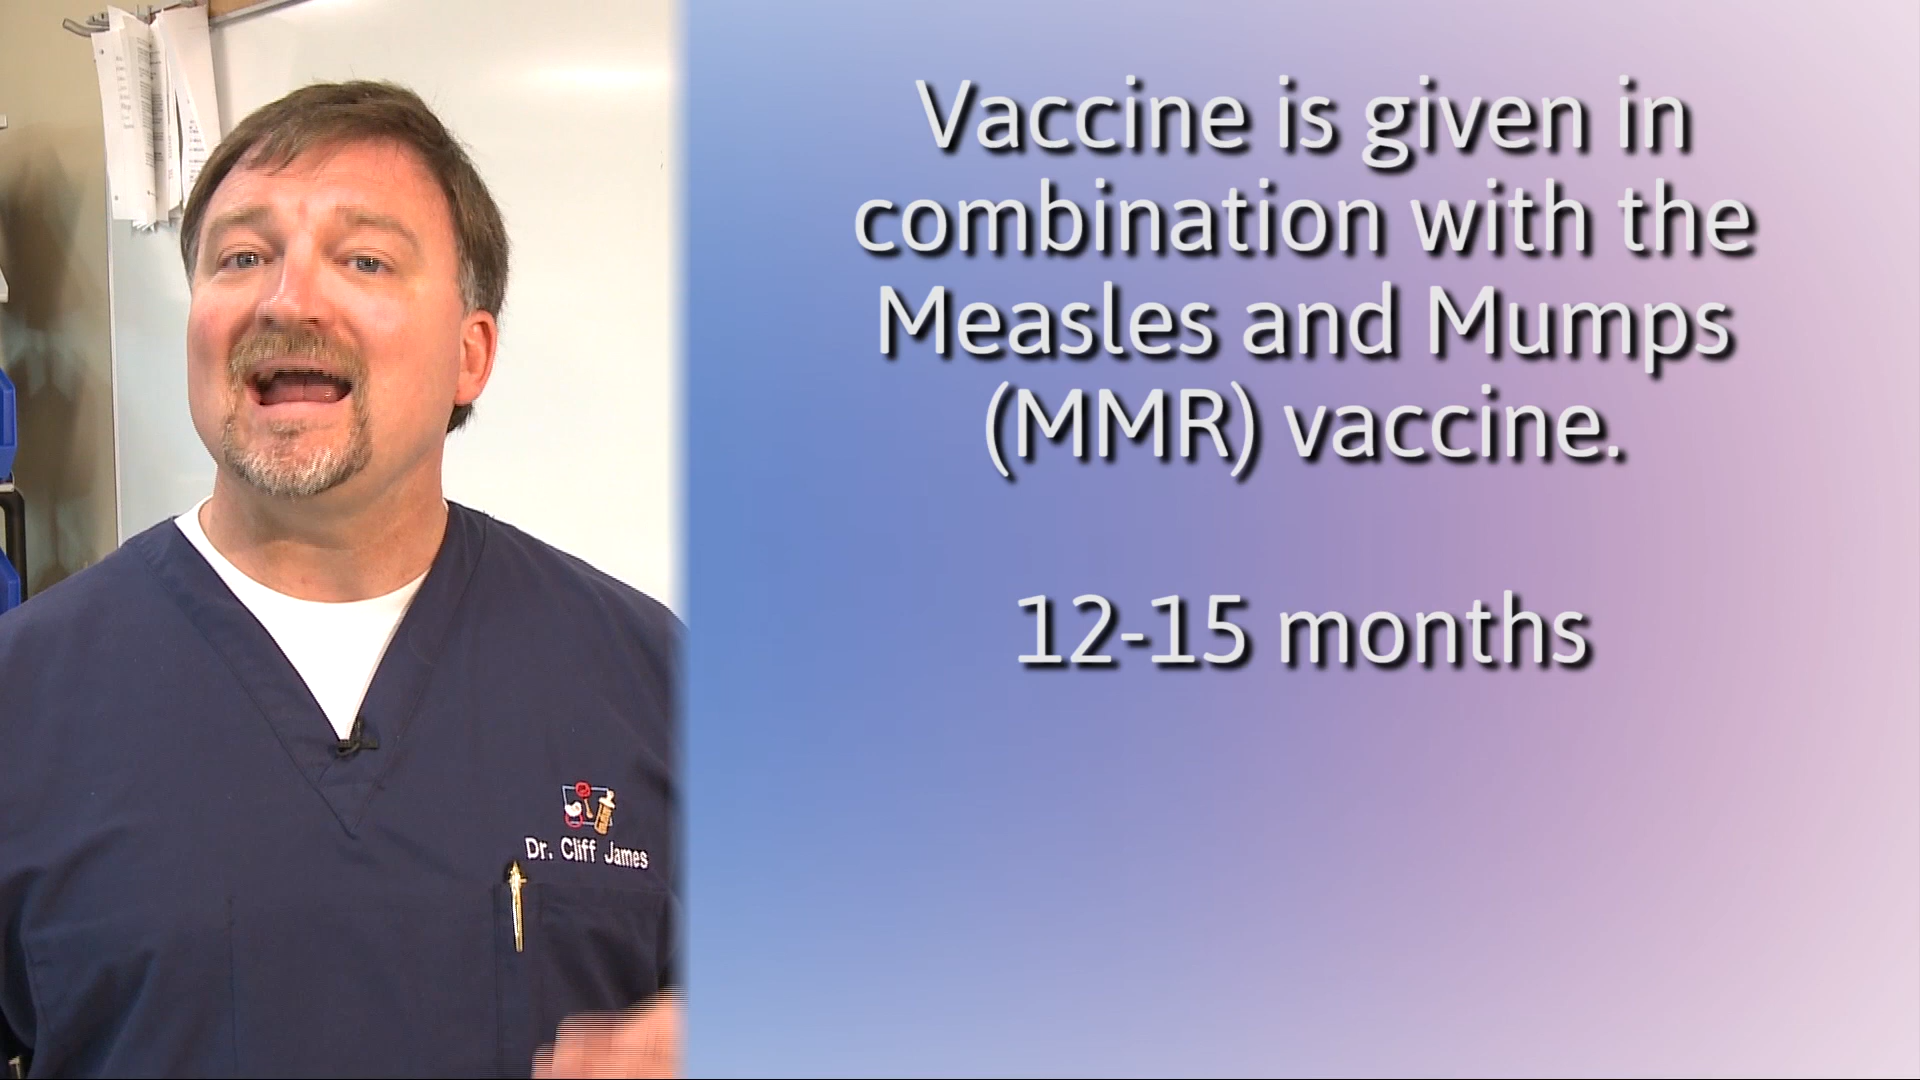 Vaccine is given in
combination with the
Measles and Mumps
(MMR) vaccine.
12-15 months
Dr. Cliff James